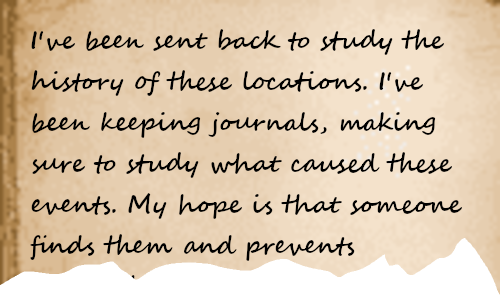 I've been sent back to study the
history of these locations. I've
been keeping journals, making
sure to study what caused these
events. My hope is that someone
finds them and prevents